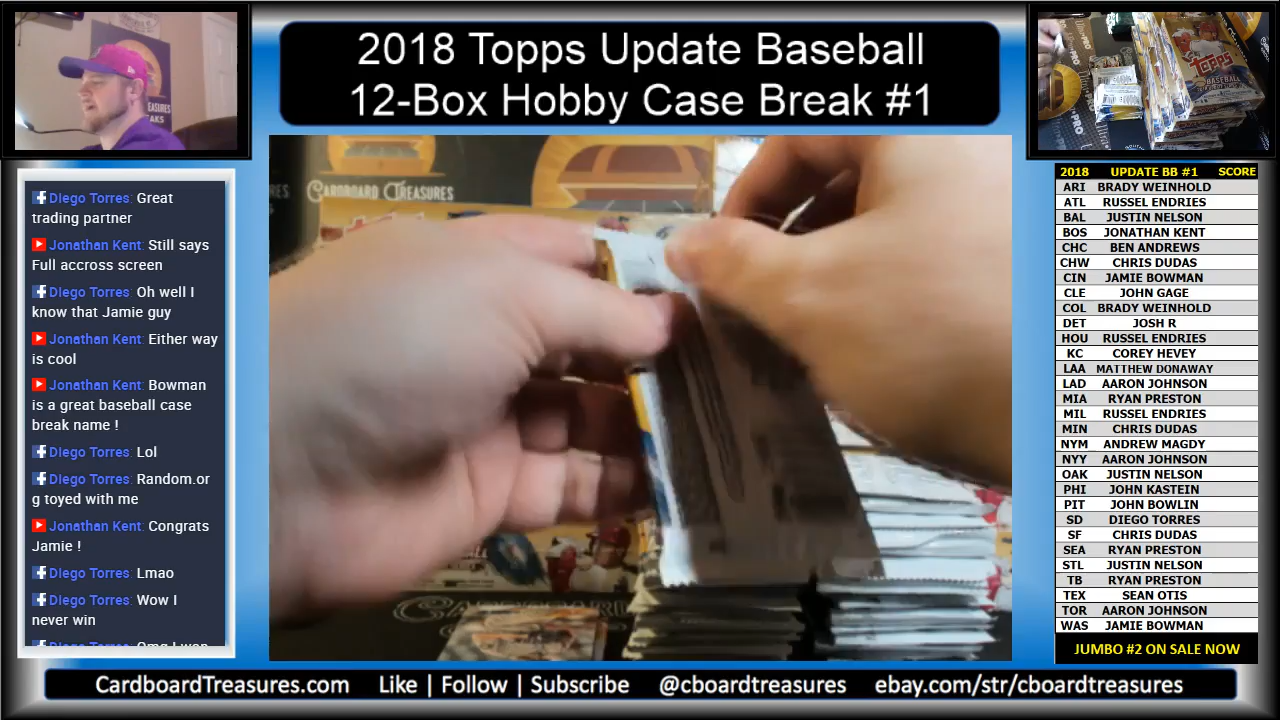 2018 Topps Update Baseball
12-Box Hobby Case Break #1
Diego Torres: Great
trading partner
Jonathan Kent: Still says
Full accross screen
Diego Torres: Oh well I
know that Jamie guy
Jonathan Kent: Either way
is cool
Jonathan Kent: Bowman
is a great baseball case
break name !
Diego Torres: Lol
Diego Torres: Random.or
g toyed with me
Jonathan Kent: Congrats
Jamie !
Diego Torres: Lmao
Diego Torres: Wow I
never win
CARDBOARD TREASURES
TREASURES
Topps
BASEBALL
2018 UPDATE BB #1 SCORE
ARI BRADY WEINHOLD
ATL RUSSEL ENDRIES
BAL JUSTIN NELSON
BOS JONATHAN KENT
CHC BEN ANDREWS
CHW CHRIS DUDAS
CIN JAMIE BOWMAN
CLE JOHN GAGE
COL BRADY WEINHOLD
DET JOSH R
HOU RUSSEL ENDRIES
KC COREY HEVEY
LAA MATTHEW DONAWAY
LAD AARON JOHNSON
MIA RYAN PRESTON
MIL RUSSEL ENDRIES
MIN CHRIS DUDAS
NYM ANDREW MAGDY
NYY AARON JOHNSON
OAK JUSTIN NELSON
PHI JOHN KASTEIN
PIT JOHN BOWLIN
SD DIEGO TORRES
SF CHRIS DUDAS
SEA RYAN PRESTON
STL JUSTIN NELSON
TB RYAN PRESTON
TEX SEAN OTIS
TOR AARON JOHNSON
WAS JAMIE BOWMAN
JUMBO #2 ON SALE NOW
CardboardTreasures.com Like | Follow | Subscribe @cboardtreasures ebay.com/str/cboardtreasures